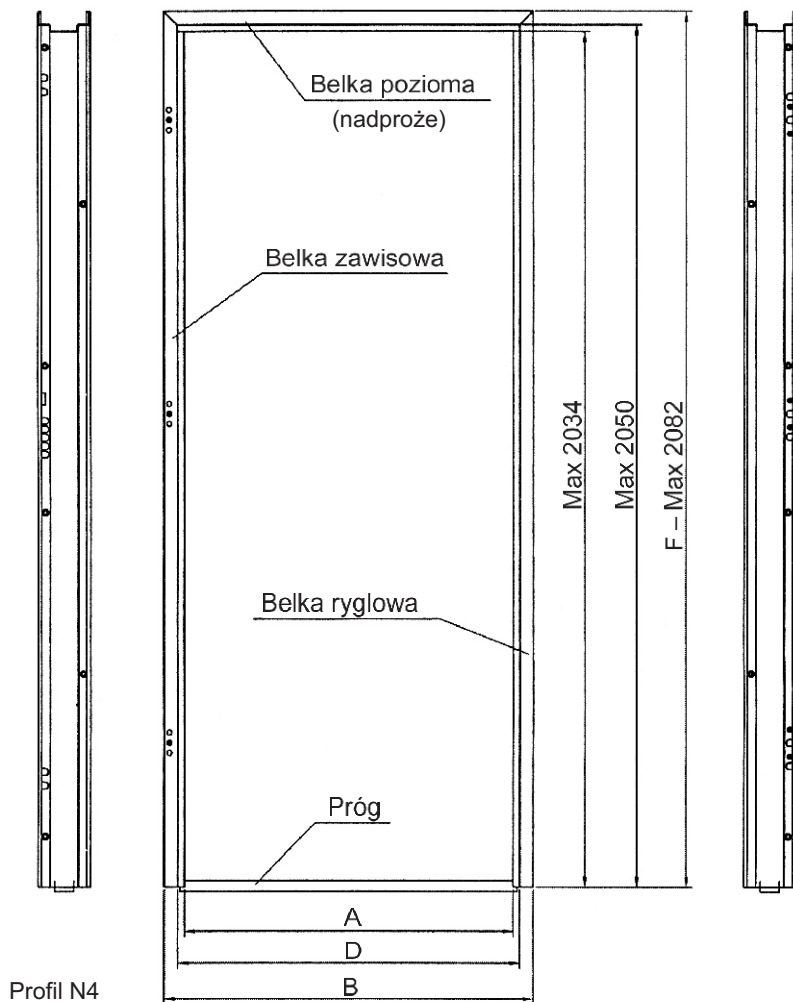 Belka pozioma
(nadproże)
Belka zawisowa
Max 2034
Max 2050
F – Max 2082
Belka ryglowa
Próg
A
D
B
Profil N4